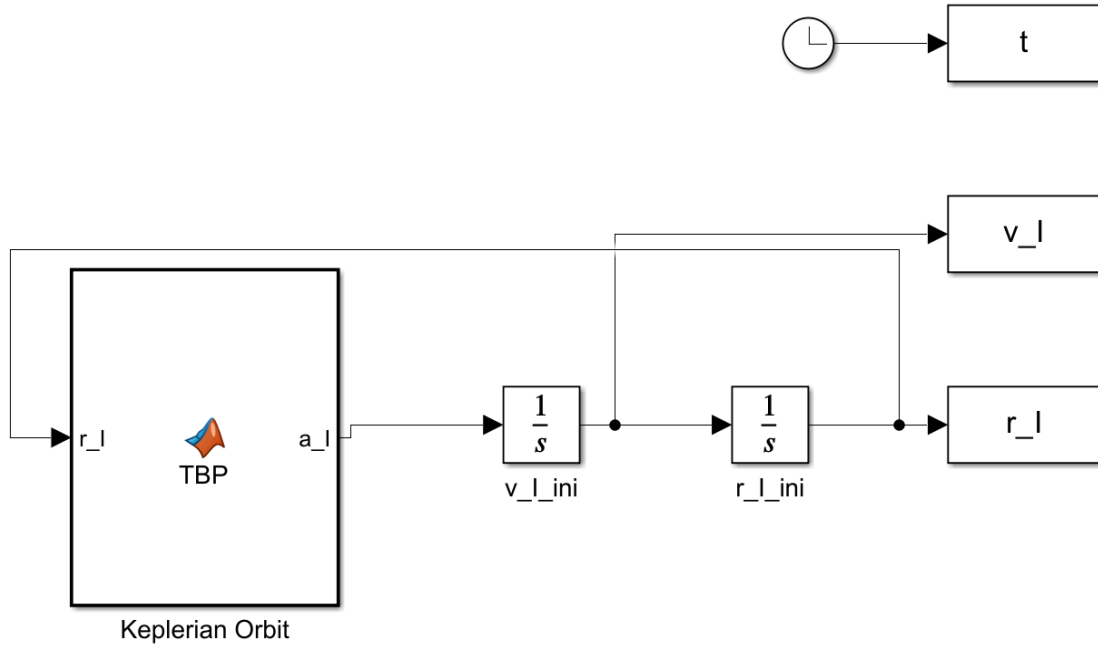 t
v_I
r_I
a_I
TBP
1
s
v_I_ini
1
s
r_I_ini
r_I
Keplerian Orbit